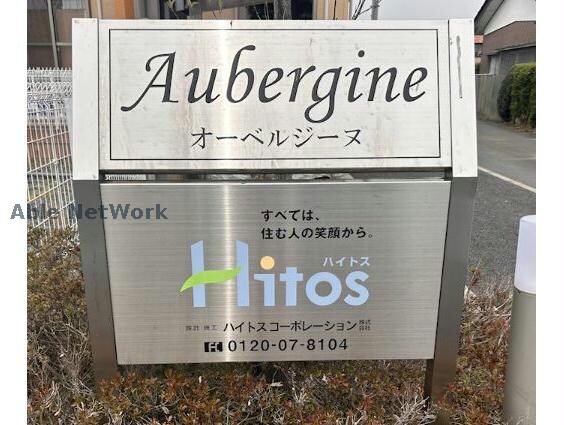 Aubergine
オーベルジーヌ
Able NetWork
すべては、
住む人の笑顔から。
ハイトス
Hitos
設計 施工 ハイトスコーポレーション株式会社
0120-07-8104